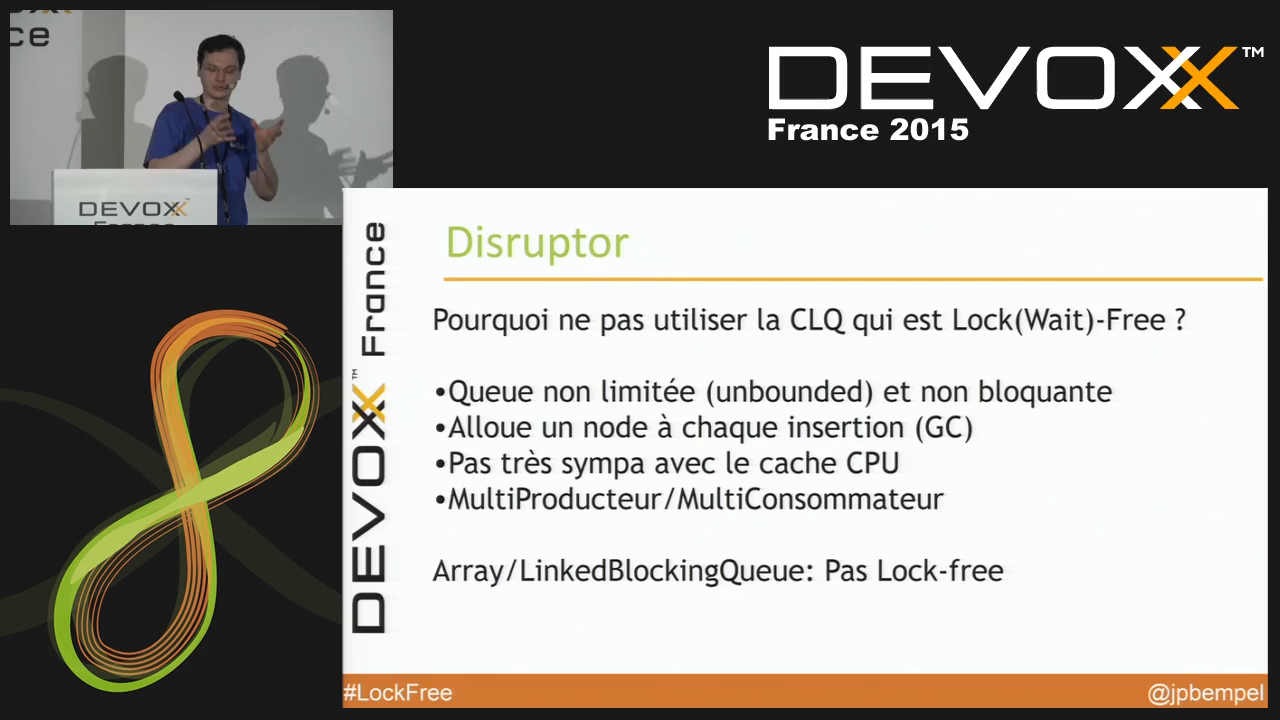 ce
DEVOXX
France
DEVOXX™
France 2015
DEVOXX™ France
Disruptor
Pourquoi ne pas utiliser la CLQ qui est Lock(Wait)-Free ?
•Queue non limitée (unbounded) et non bloquante
•Alloue un node à chaque insertion (GC)
•Pas très sympa avec le cache CPU
•MultiProducteur/MultiConsommateur
Array/LinkedBlockingQueue: Pas Lock-free
#LockFree
@jpbempel